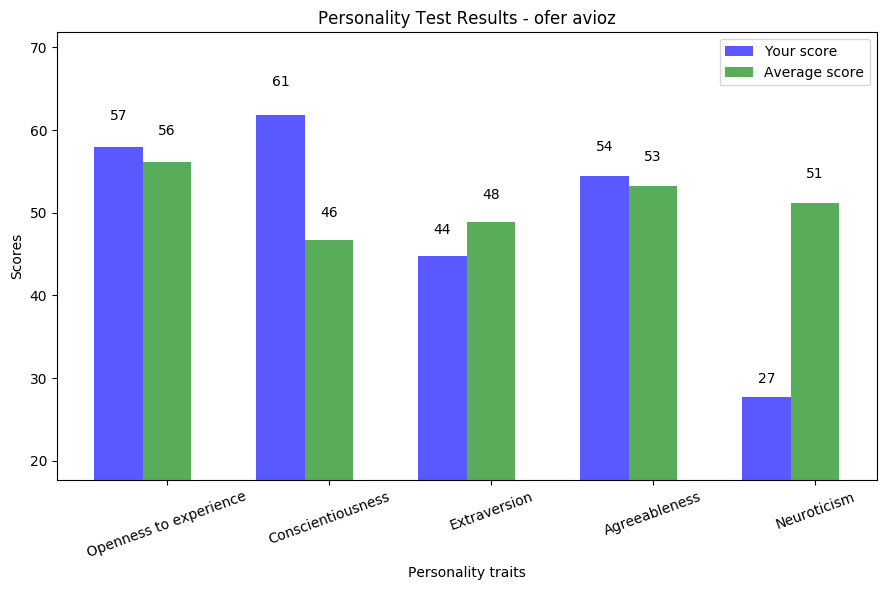 Personality Test Results - ofer avioz
Your score
Average score
70
60
50
40
30
20
Scores
57
56
61
46
44
48
54
53
27
51
Openness to experience
Conscientiousness
Extraversion
Agreeableness
Neuroticism
Personality traits